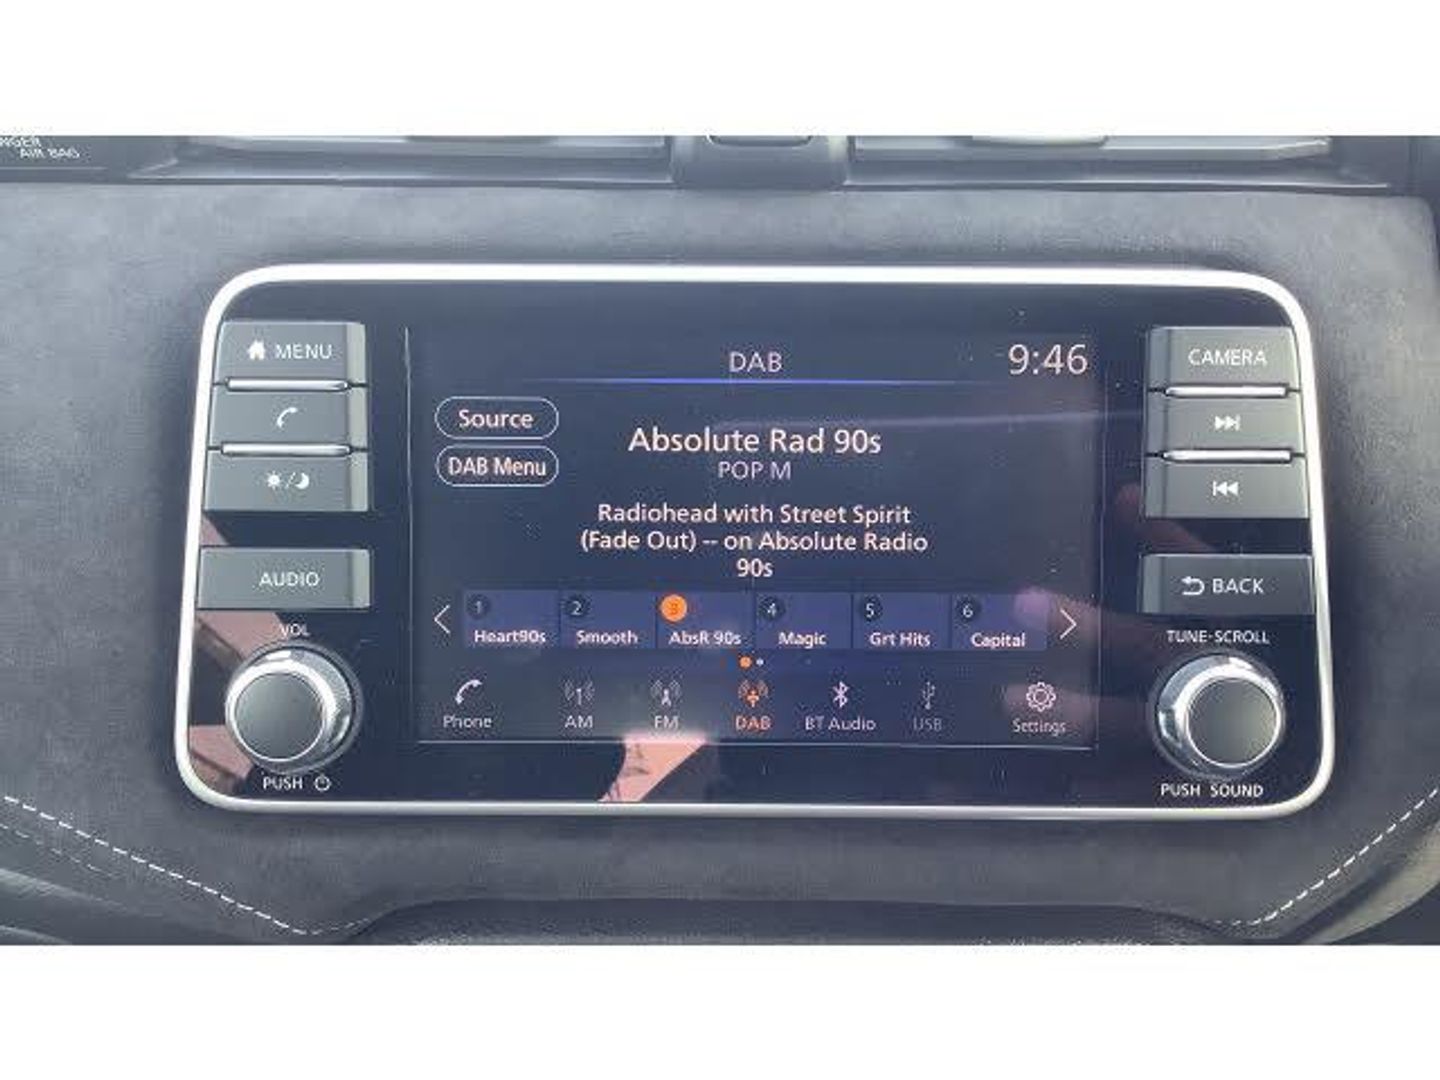 AIR BAG
MENU
DAB
9:46
CAMERA
Source
Absolute Rad 90s
DAB Menu
POP M
Radiohead with Street Spirit
(Fade Out) -- on Absolute Radio
90s
AUDIO
BACK
VOL
1 2 3 4 5 6
Heart90s Smooth AbsR 90s Magic Grt Hits Capital
TUNE·SCROLL
Phone AM FM DAB BT Audio USB Settings
PUSH
PUSH SOUND